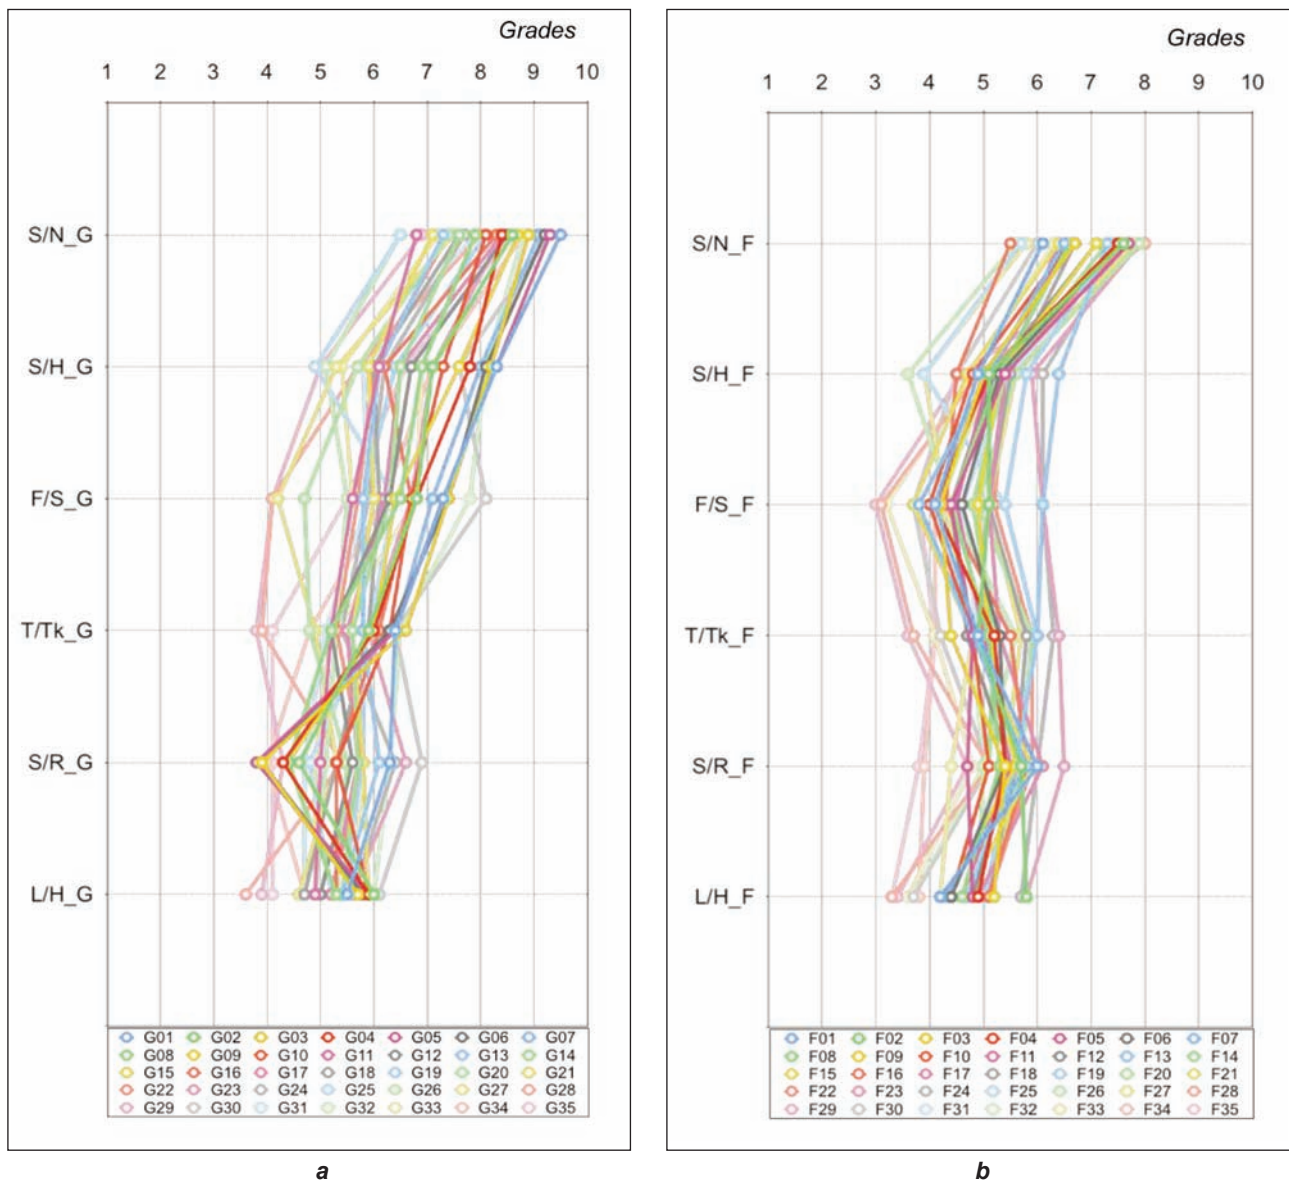 Grades
1 2 3 4 5 6 7 8 9 10
S/N_G
S/H_G
F/S_G
T/Tk_G
S/R_G
L/H_G
G01 G02 G03 G04 G05 G06 G07
G08 G09 G10 G11 G12 G13 G14
G15 G16 G17 G18 G19 G20 G21
G22 G23 G24 G25 G26 G27 G28
G29 G30 G31 G32 G33 G34 G35
a
Grades
1 2 3 4 5 6 7 8 9 10
S/N_F
S/H_F
F/S_F
T/Tk_F
S/R_F
L/H_F
F01 F02 F03 F04 F05 F06 F07
F08 F09 F10 F11 F12 F13 F14
F15 F16 F17 F18 F19 F20 F21
F22 F23 F24 F25 F26 F27 F28
F29 F30 F31 F32 F33 F34 F35
b